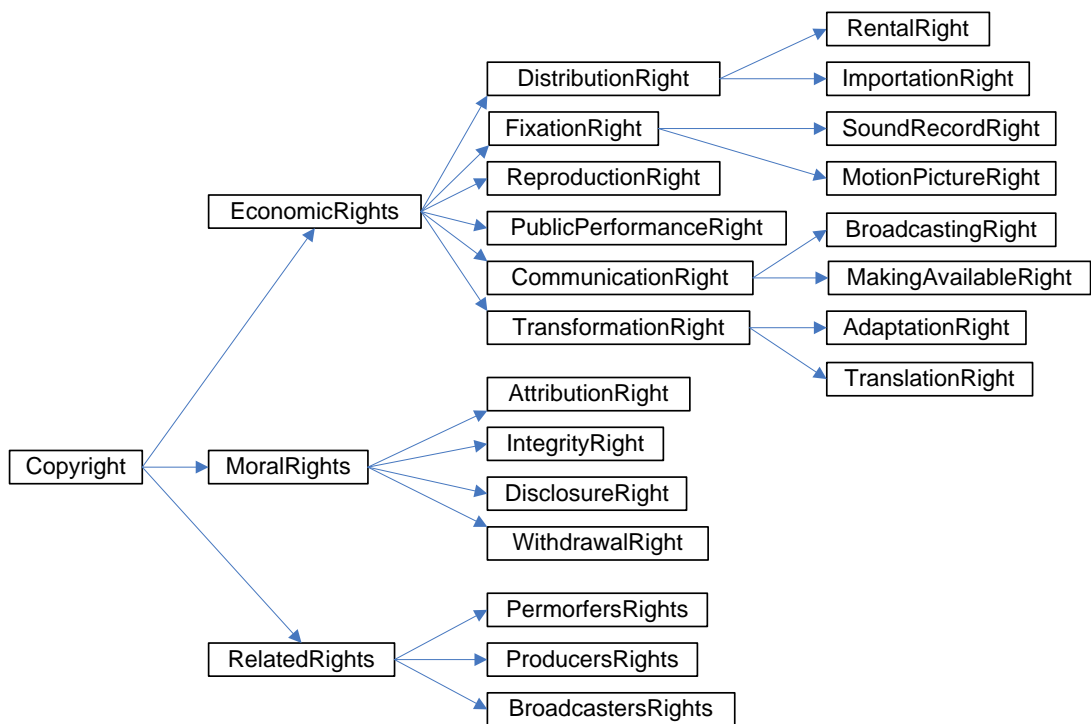 RentalRight
DistributionRight
ImportationRight
FixationRight
SoundRecordRight
ReproductionRight
MotionPictureRight
EconomicRights
PublicPerformanceRight
BroadcastingRight
CommunicationRight
MakingAvailableRight
TransformationRight
AdaptationRight
TranslationRight
AttributionRight
IntegrityRight
Copyright
MoralRights
DisclosureRight
WithdrawalRight
PermorfersRights
RelatedRights
ProducersRights
BroadcastersRights